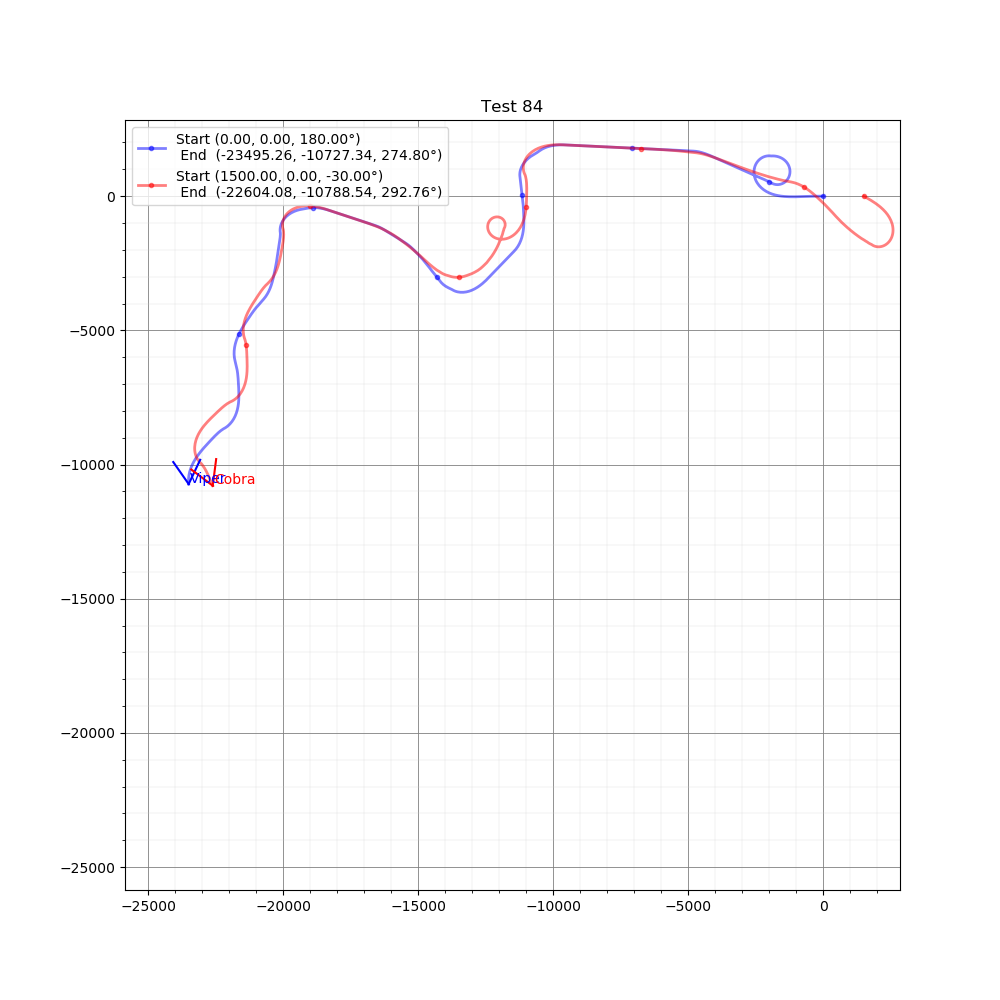 Test 84
Start (0.00, 0.00, 180.00°)
End (-23495.26, -10727.34, 274.80°)
Start (1500.00, 0.00, -30.00°)
End (-22604.08, -10788.54, 292.76°)
0
−5000
−10000
Viper
Cobra
−15000
−20000
−25000
−25000 −20000 −15000 −10000 −5000 0